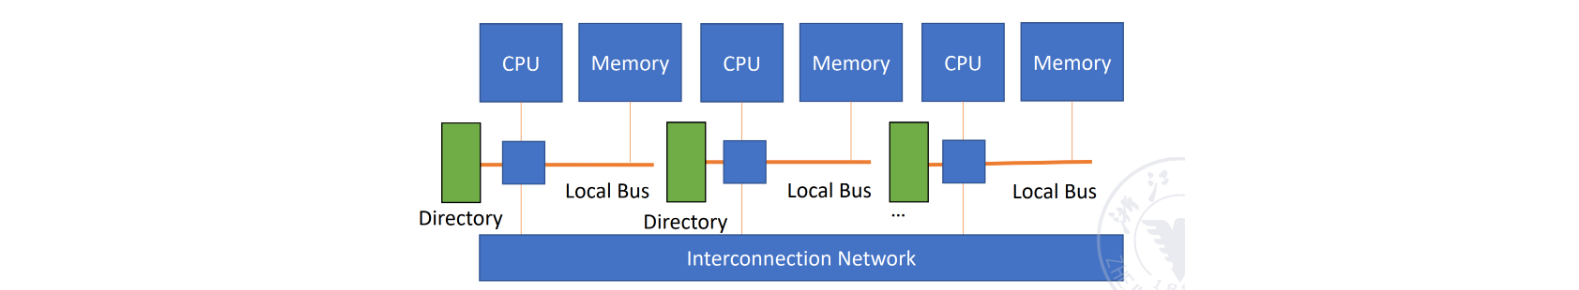 CPU Memory CPU Memory CPU Memory
Local Bus Local Bus Local Bus
Directory Directory ...
Interconnection Network